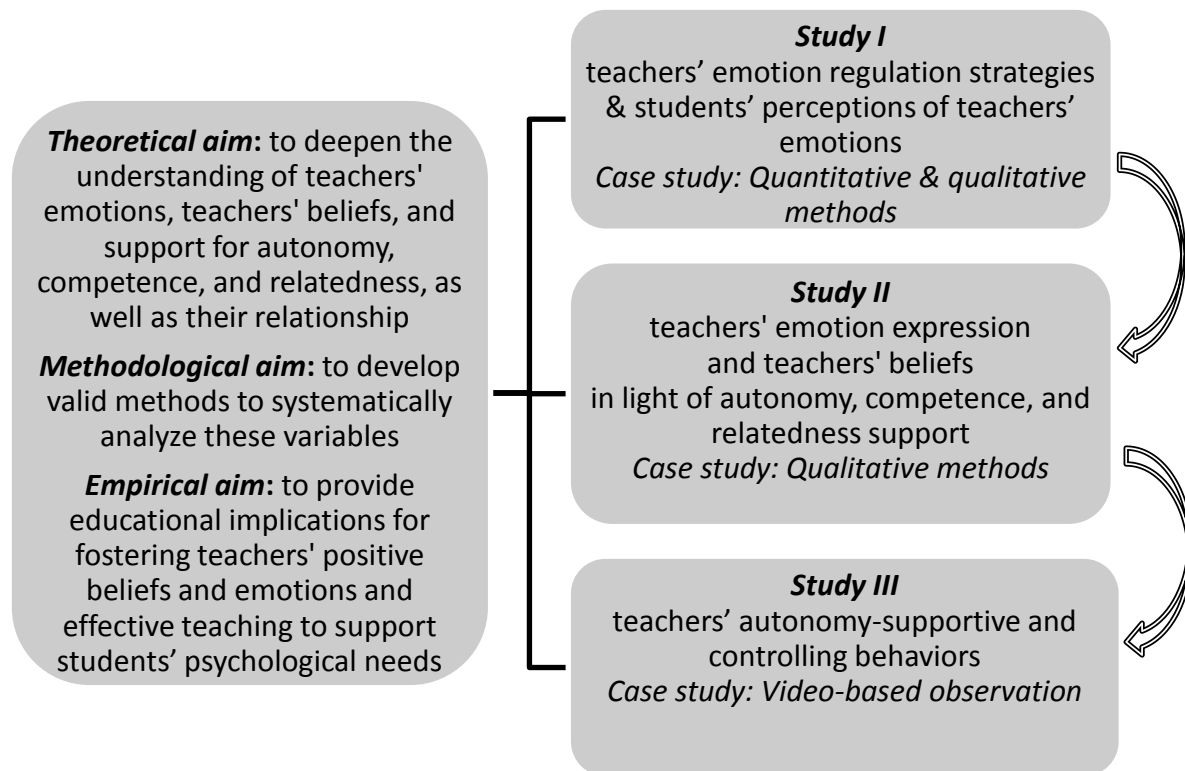 Theoretical aim: to deepen the
understanding of teachers'
emotions, teachers' beliefs, and
support for autonomy,
competence, and relatedness, as
well as their relationship
Methodological aim: to develop
valid methods to systematically
analyze these variables
Empirical aim: to provide
educational implications for
fostering teachers' positive
beliefs and emotions and
effective teaching to support
students’ psychological needs
Study I
teachers’ emotion regulation strategies
& students’ perceptions of teachers’
emotions
Case study: Quantitative & qualitative
methods
Study II
teachers' emotion expression
and teachers' beliefs
in light of autonomy, competence, and
relatedness support
Case study: Qualitative methods
Study III
teachers’ autonomy-supportive and
controlling behaviors
Case study: Video-based observation